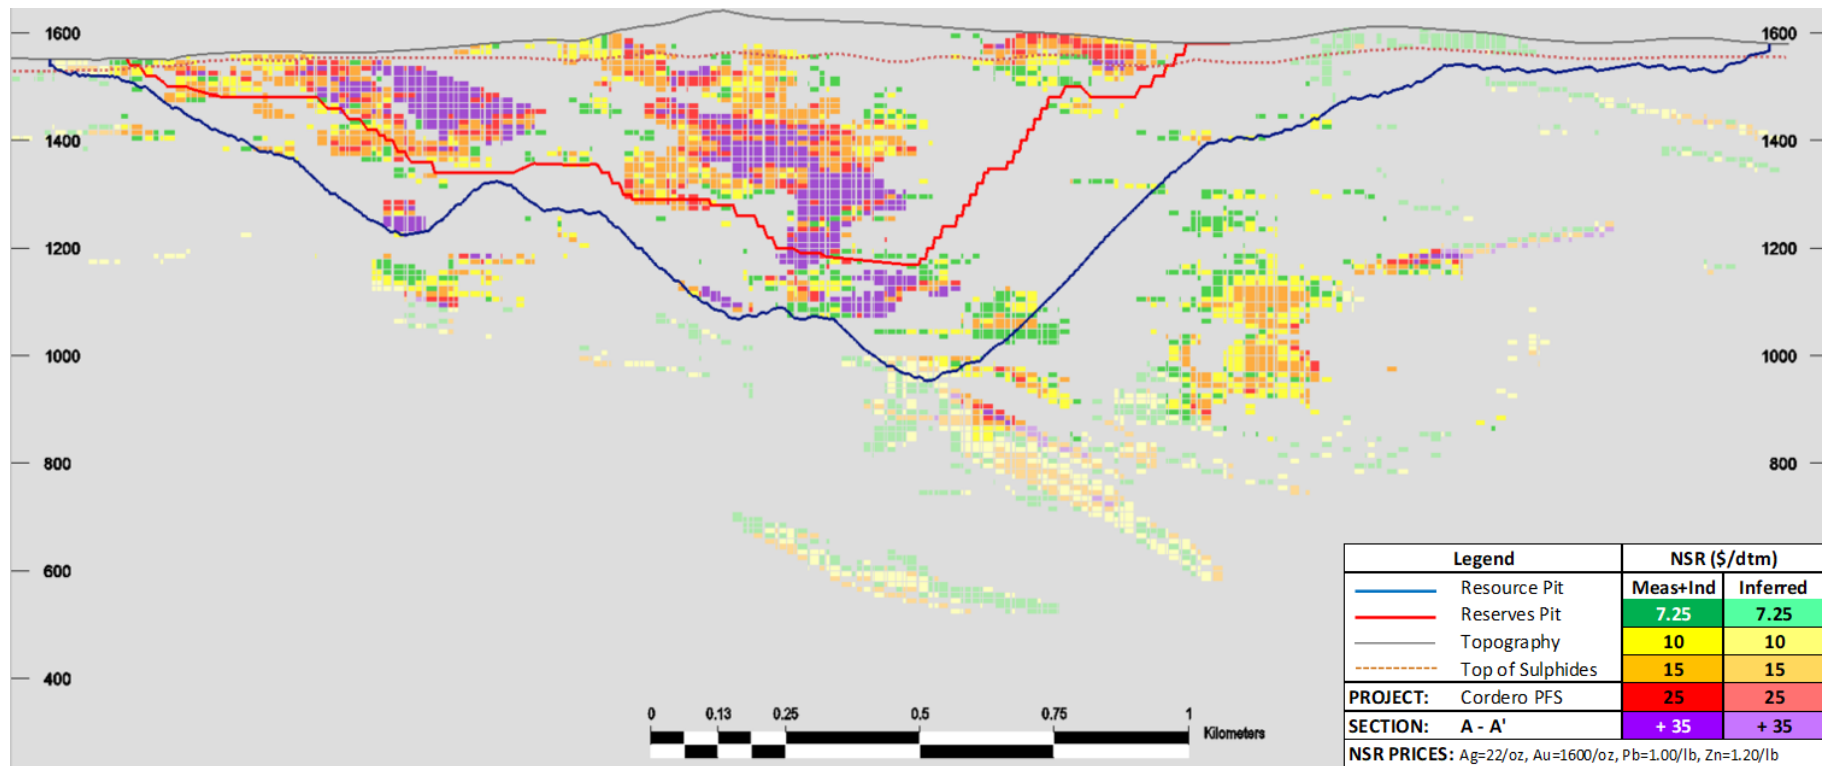 1600 1600
1400 1400
1200 1200
1000 1000
800 800
600
400
0 0.13 0.25 0.5 0.75 1
Kilometers
Legend NSR ($/dtm)
Resource Pit Meas+Ind Inferred
Reserves Pit 7.25 7.25
Topography 10 10
Top of Sulphides 15 15
PROJECT: Cordero PFS 25 25
SECTION: A - A' + 35 + 35
NSR PRICES: Ag=22/oz, Au=1600/oz, Pb=1.00/lb, Zn=1.20/lb